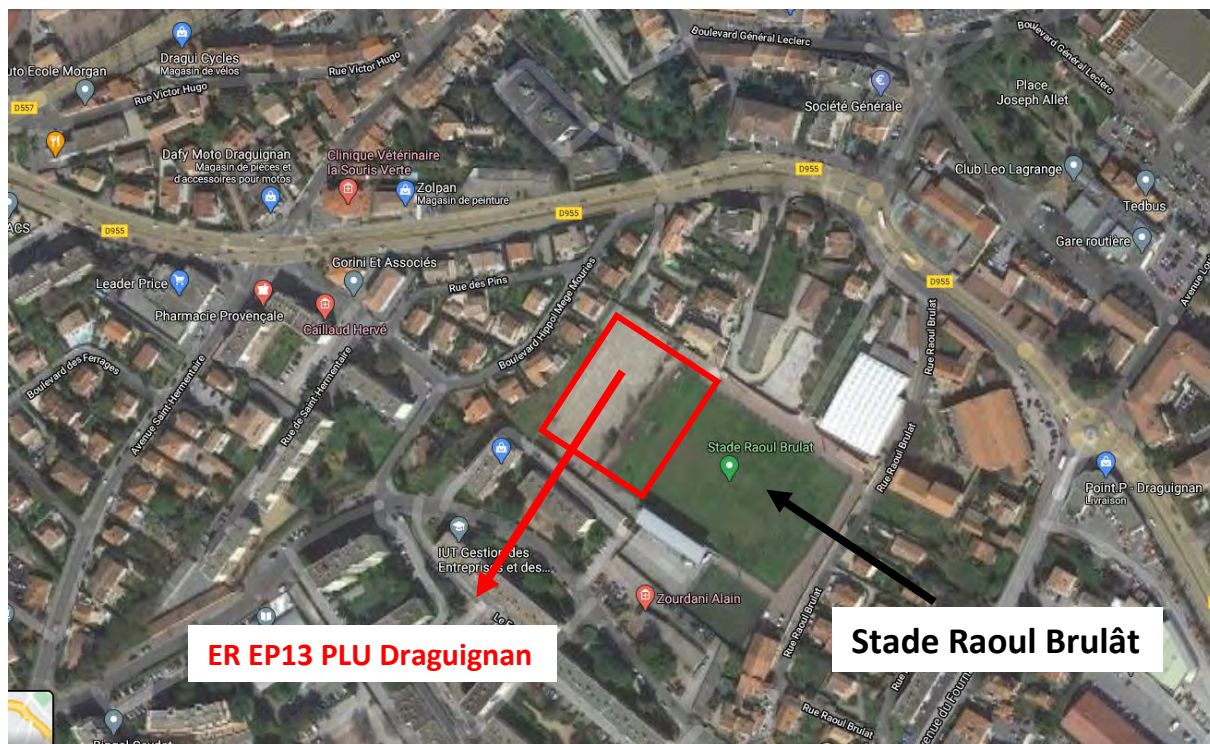 Boulevard Général Leclerc
Boulevard Général Leclerc
Dragui Cycles
Magasin de vélos
uto Ecole Morgan
Rue Victor Hugo
Rue Victor Hugo
D557
Place
Joseph Allet
Société Générale
Dafy Moto Draguignan
Magasin de pièces et
d'accessoires pour motos
Clinique Vétérinaire
la Souris Verte
Zolpan
Magasin de peinture
D955
Club Leo Lagrange
Tedbus
D955
D955
ACS
Gare routière
Gorini Et Associés
Leader Price
Rue des Pins
D955
Pharmacie Provençale
Caillaud Hervé
Boulevard Hippol Mege Mouries
Rue Raoul Brulat
Boulevard des Ferrages
Avenue Saint-Hermentaire
Rue de Saint-Hermentaire
Avenue Lou
Stade Raoul Brulat
Rue Raoul Brulat
Point.P - Draguignan
Livraison
IUT Gestion des
Entreprises et des...
Zourdani Alain
Rue Raoul Brulat
ER EP13 PLU Draguignan
Stade Raoul Brulât
Rue Raoul Brulat